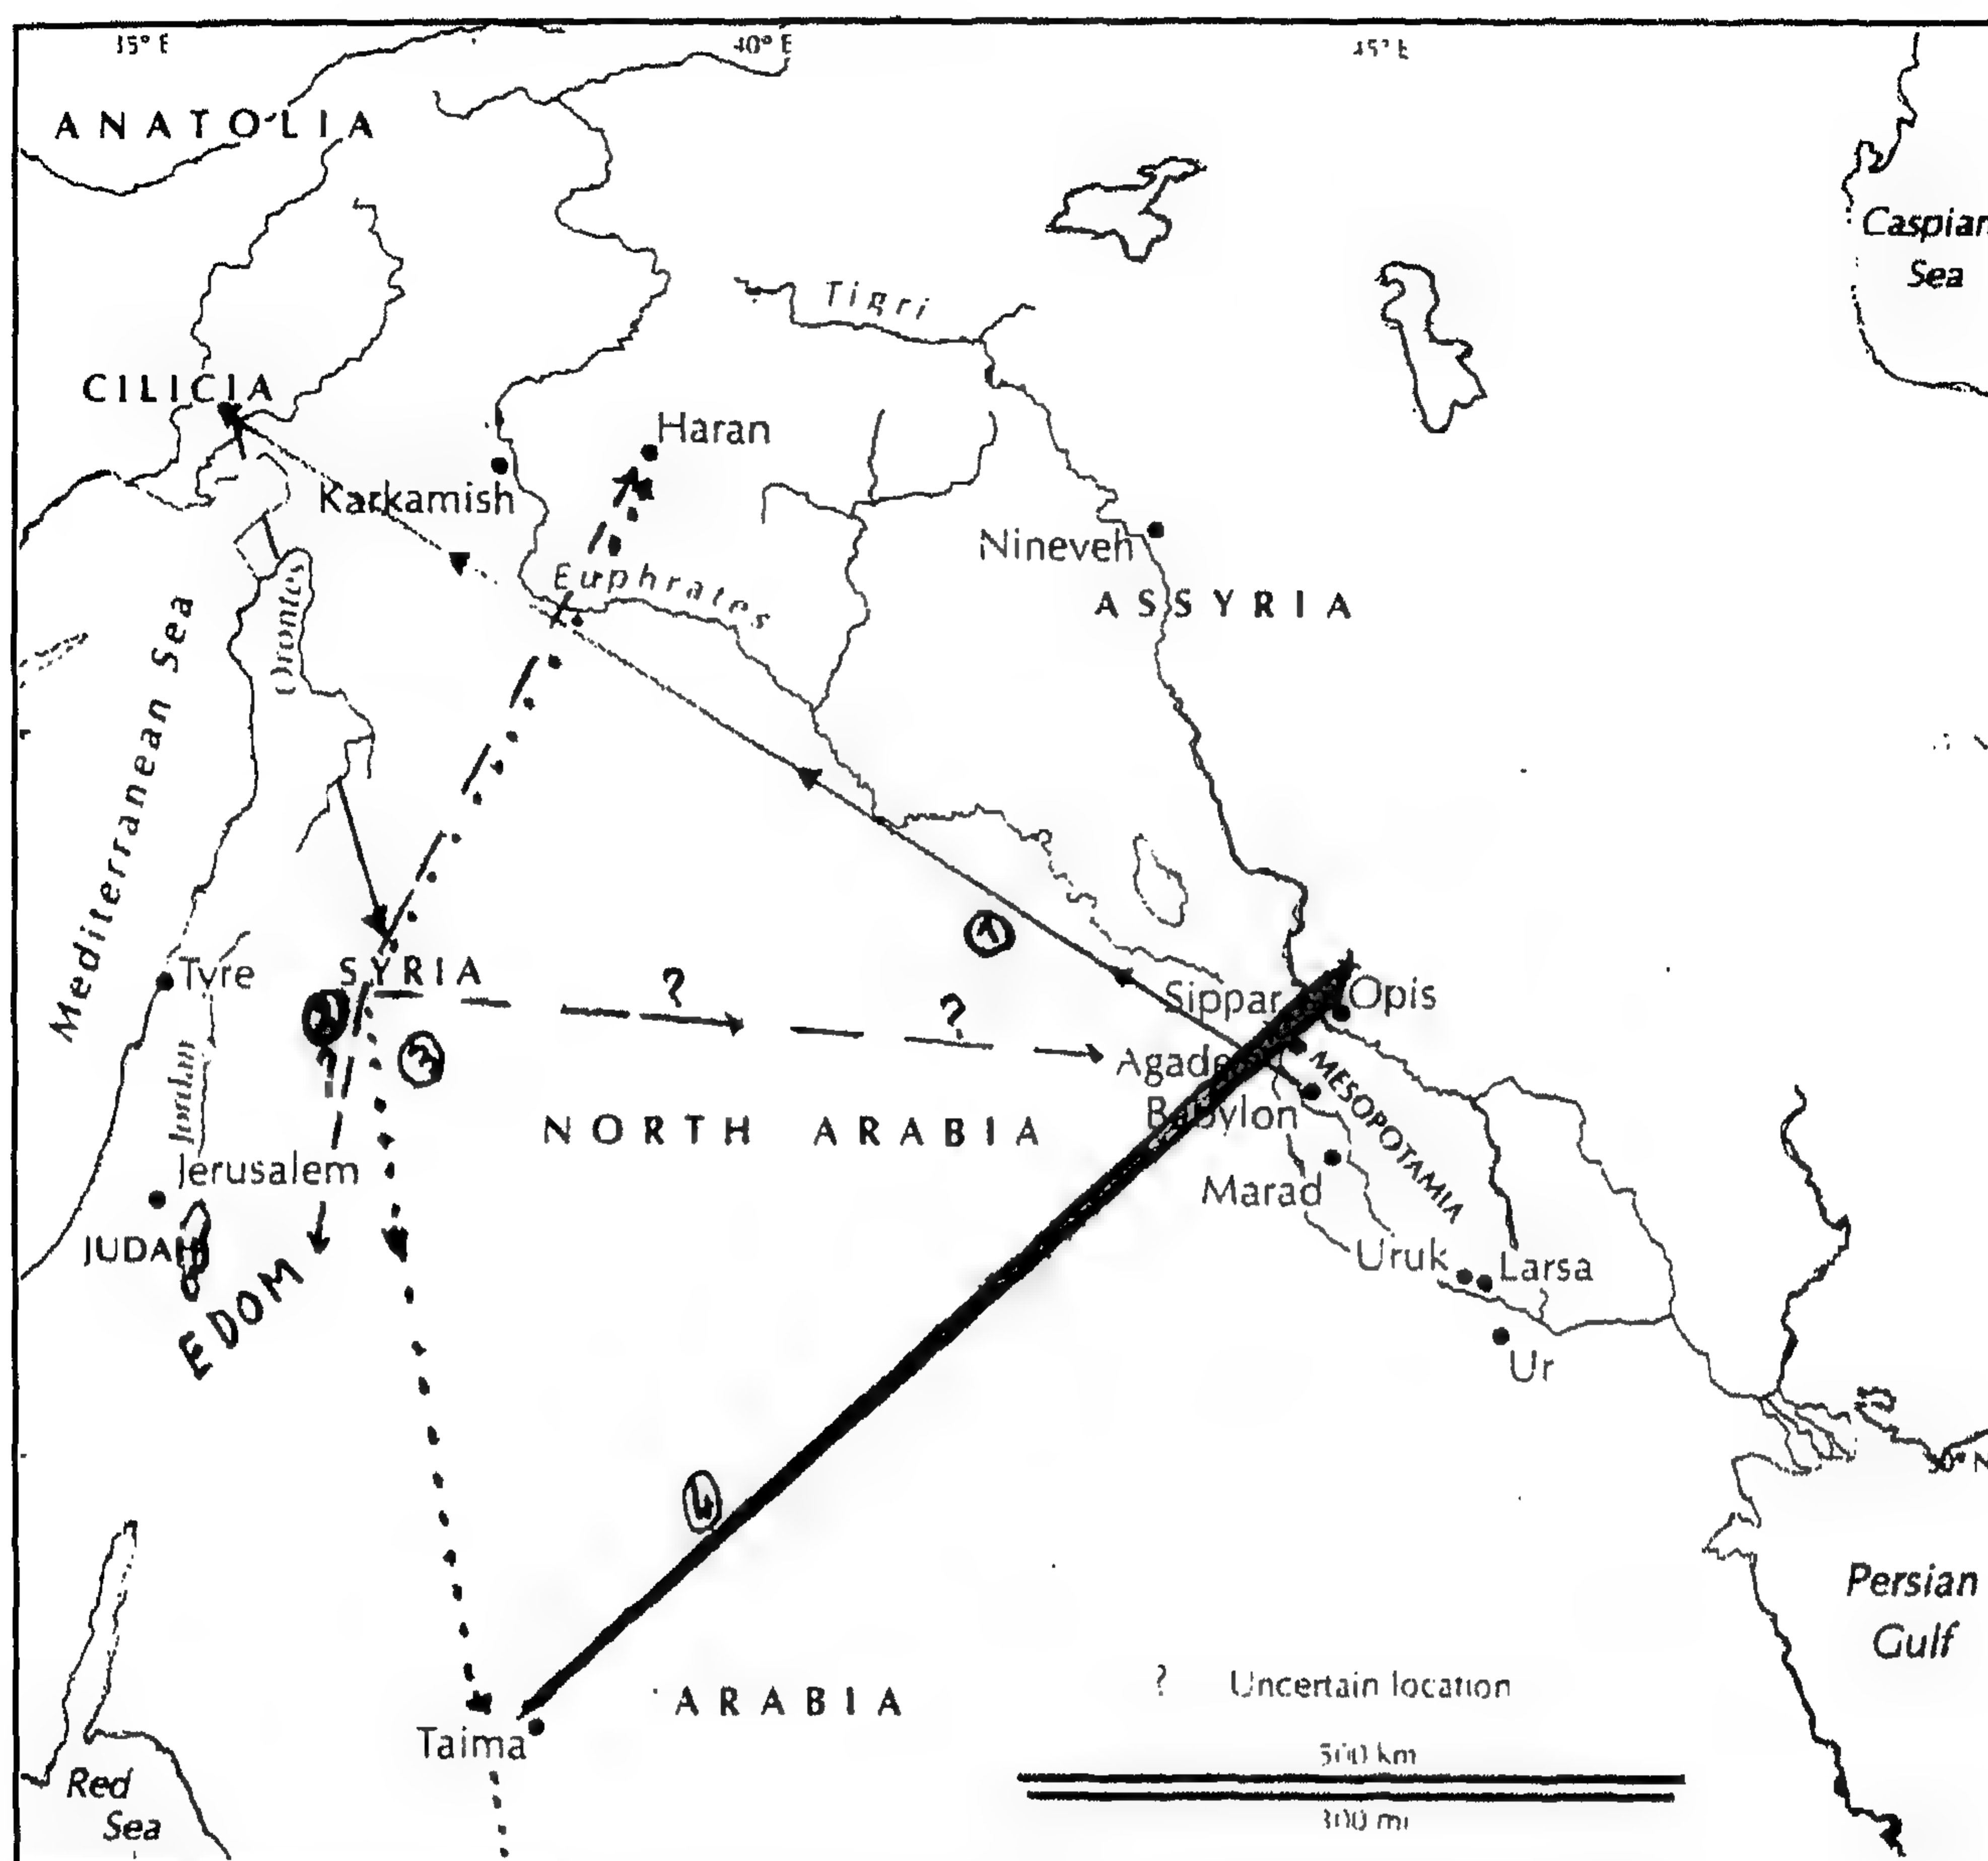 35° E
40° E
45° E
ANATOLIA
Caspian
Sea
Tigri
CILICIA
Haran
Karkamish
Nineveh
Euphrates
ASSYRIA
Orontes
Mediterranean Sea
①
Tyre
SYRIA
?
?
Sippar
Opis
?
③
Agade
MESOPOTAMIA
Babylon
Jordan
NORTH ARABIA
Jerusalem
Marad
JUDAH
Uruk
Larsa
EDOM
Ur
30° N
④
Persian
Gulf
ARABIA
? Uncertain location
Taima
500 km
300 mi
Red
Sea